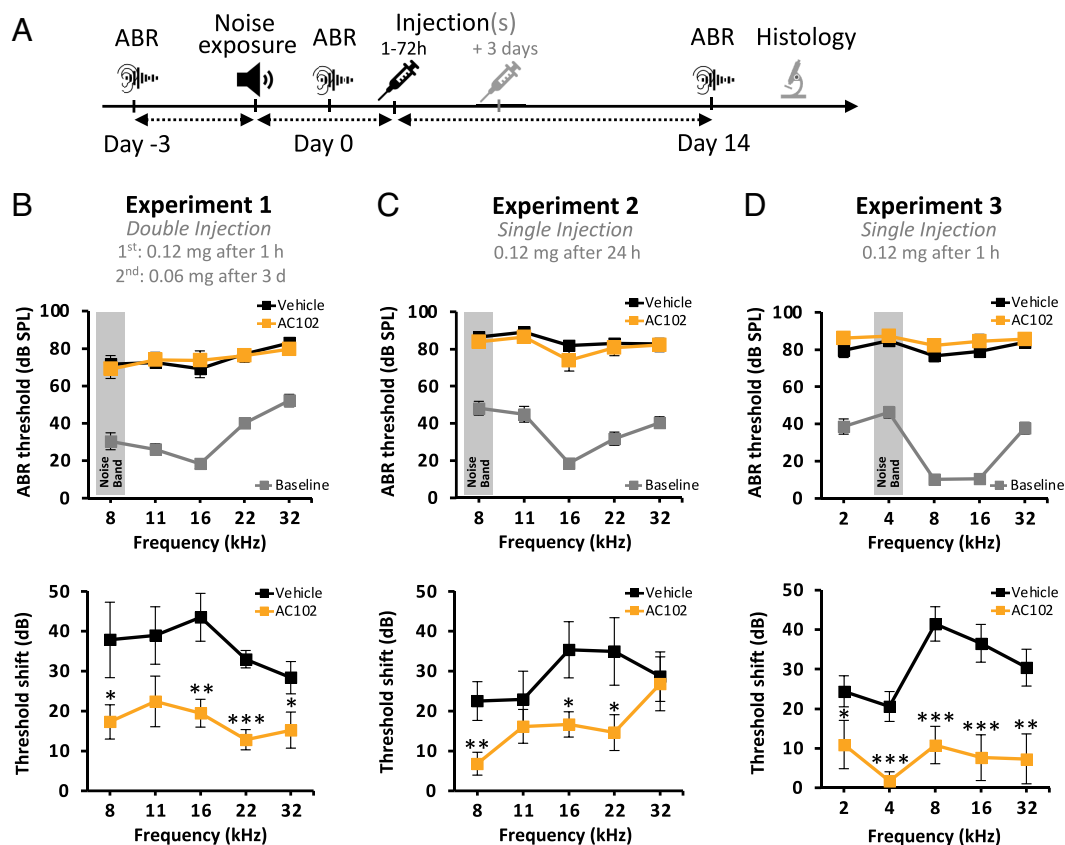 A
ABR
Noise
exposure
ABR
Injection(s)
1-72h
+ 3 days
ABR
Histology
Day -3
Day 0
Day 14
B
Experiment 1
Double Injection
1st: 0.12 mg after 1 h
2nd: 0.06 mg after 3 d
C
Experiment 2
Single Injection
0.12 mg after 24 h
D
Experiment 3
Single Injection
0.12 mg after 1 h
ABR threshold (dB SPL)
100
80
60
40
20
0
Vehicle
AC102
Noise
Band
Baseline
8 11 16 22 32
Frequency (kHz)
ABR threshold (dB SPL)
100
80
60
40
20
0
Vehicle
AC102
Noise
Band
Baseline
8 11 16 22 32
Frequency (kHz)
ABR threshold (dB SPL)
100
80
60
40
20
0
Vehicle
AC102
Noise
Band
Baseline
2 4 8 16 32
Frequency (kHz)
Threshold shift (dB)
50
40
30
20
10
0
Vehicle
AC102
* ** *** *
8 11 16 22 32
Frequency (kHz)
Threshold shift (dB)
50
40
30
20
10
0
Vehicle
AC102
** * *
8 11 16 22 32
Frequency (kHz)
Threshold shift (dB)
50
40
30
20
10
0
Vehicle
AC102
* *** *** *** **
2 4 8 16 32
Frequency (kHz)